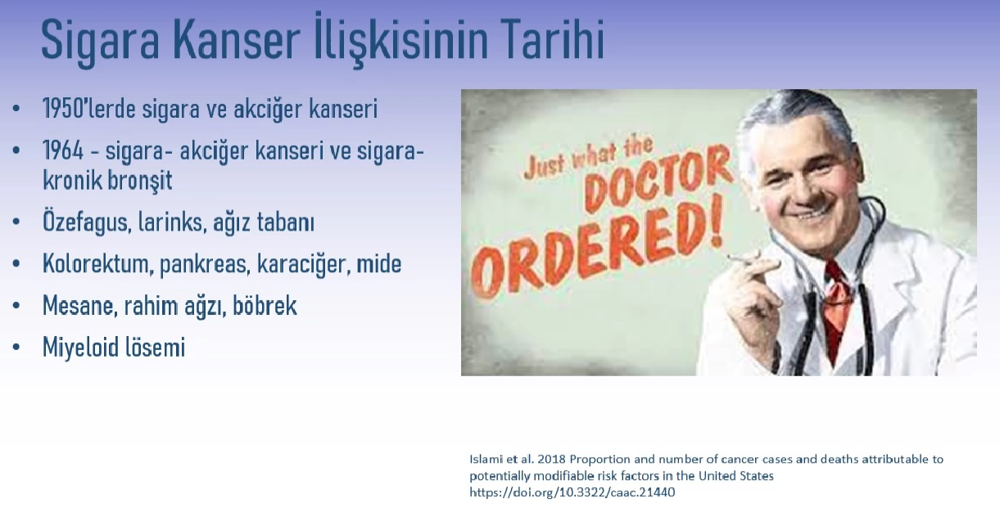 Sigara Kanser İlişkisinin Tarihi
• 1950'lerde sigara ve akciğer kanseri
• 1964 - sigara- akciğer kanseri ve sigara-
kronik bronşit
• Özefagus, larinks, ağız tabanı
• Kolorektum, pankreas, karaciğer, mide
• Mesane, rahim ağzı, böbrek
• Miyeloid lösemi
Just what the
DOCTOR
ORDERED!
Islami et al. 2018 Proportion and number of cancer cases and deaths attributable to
potentially modifiable risk factors in the United States
https://doi.org/10.3322/caac.21440